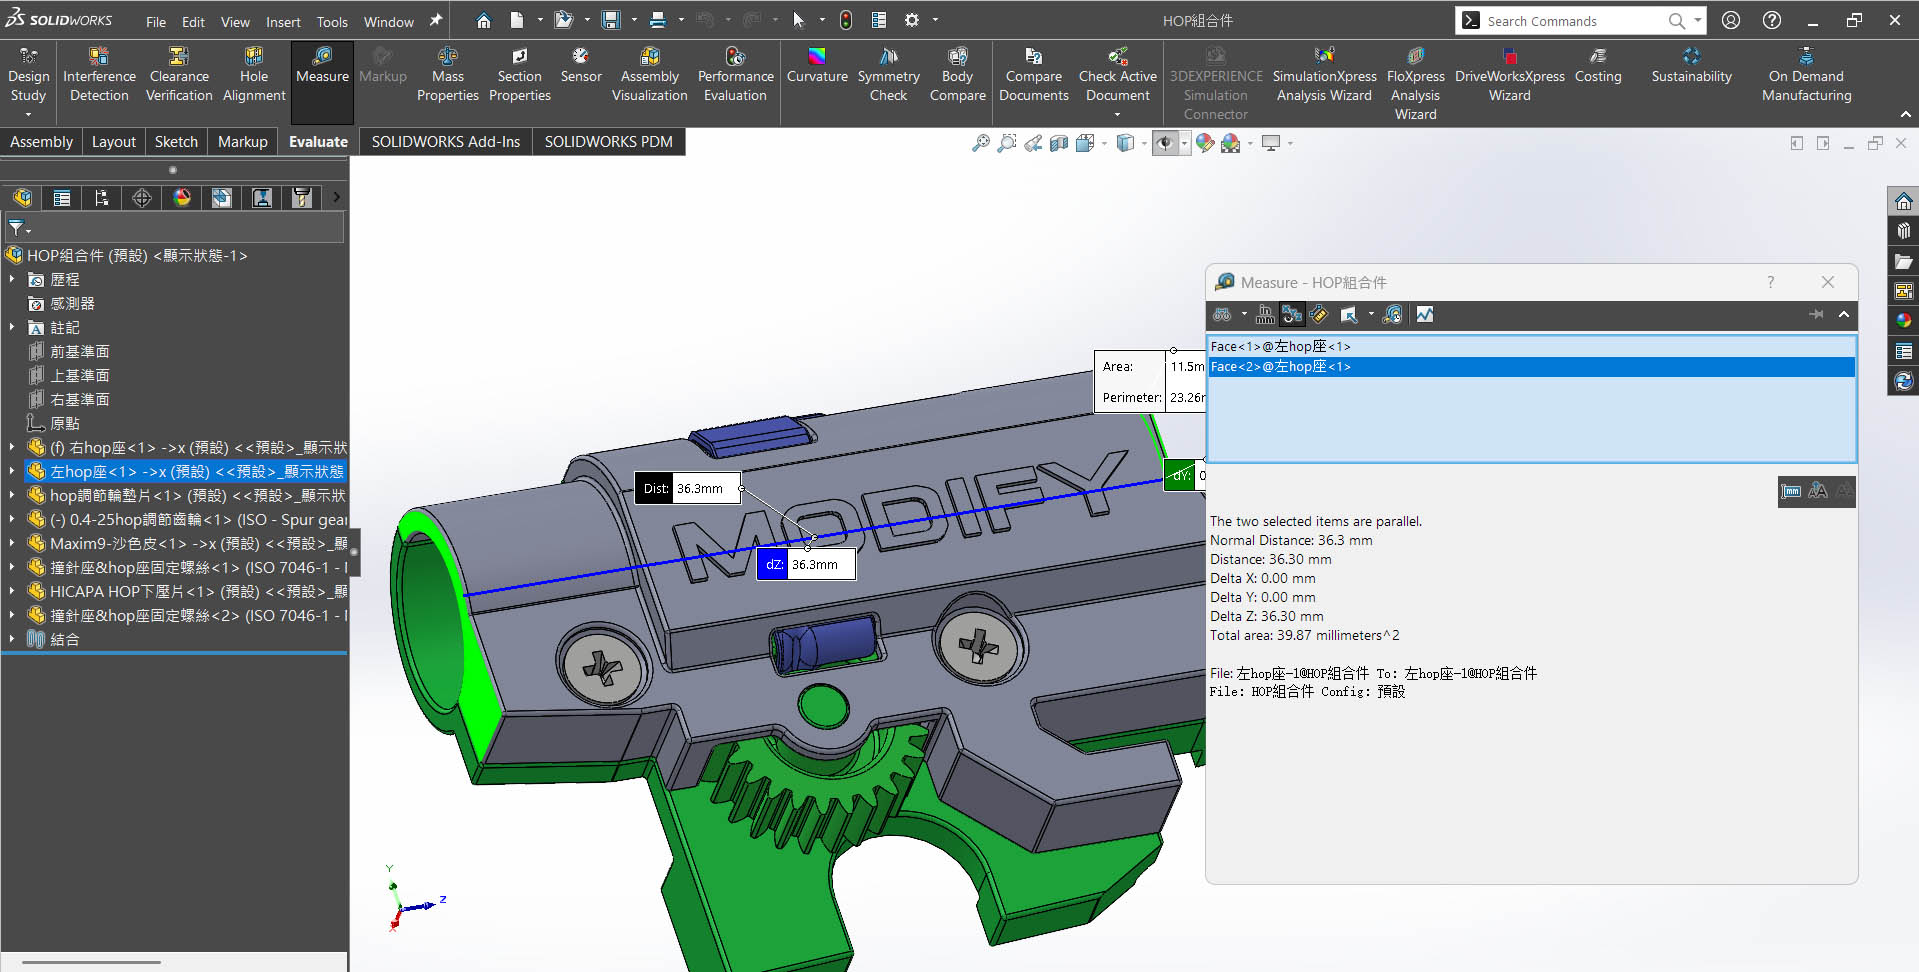 SOLIDWORKS File Edit View Insert Tools Window
HOP組合件
Search Commands
Design Study
Interference Detection
Clearance Verification
Hole Alignment
Measure
Markup
Mass Properties
Section Properties
Sensor
Assembly Visualization
Performance Evaluation
Curvature
Symmetry Check
Body Compare
Compare Documents
Check Active Document
3DEXPERIENCE Simulation Connector
SimulationXpress Analysis Wizard
FloXpress Analysis Wizard
DriveWorksXpress Wizard
Costing
Sustainability
On Demand Manufacturing
Assembly Layout Sketch Markup Evaluate SOLIDWORKS Add-Ins SOLIDWORKS PDM
HOP組合件 (預設) <顯示狀態-1>
歷程
感測器
註記
前基準面
上基準面
右基準面
原點
(f) 右hop座<1> ->x (預設) <<預設>_顯示狀
左hop座<1> ->x (預設) <<預設>_顯示狀態
hop調節輪墊片<1> (預設) <<預設>_顯示狀
(-) 0.4-25hop調節齒輪<1> (ISO - Spur gear
Maxim9-沙色皮<1> ->x (預設) <<預設>_顯
撞針座&hop座固定螺絲<1> (ISO 7046-1 -
HICAPA HOP下壓片<1> (預設) <<預設>_顯
撞針座&hop座固定螺絲<2> (ISO 7046-1 -
結合
Area: 11.5m
Perimeter: 23.26
Dist: 36.3mm
dY: 0
dZ: 36.3mm
MODIFY
Y
Z
X
Measure - HOP組合件
Face<1>@左hop座<1>
Face<2>@左hop座<1>
The two selected items are parallel.
Normal Distance: 36.3 mm
Distance: 36.30 mm
Delta X: 0.00 mm
Delta Y: 0.00 mm
Delta Z: 36.30 mm
Total area: 39.87 millimeters^2
File: 左hop座-1@HOP組合件 To: 左hop座-1@HOP組合件
File: HOP組合件 Config: 預設